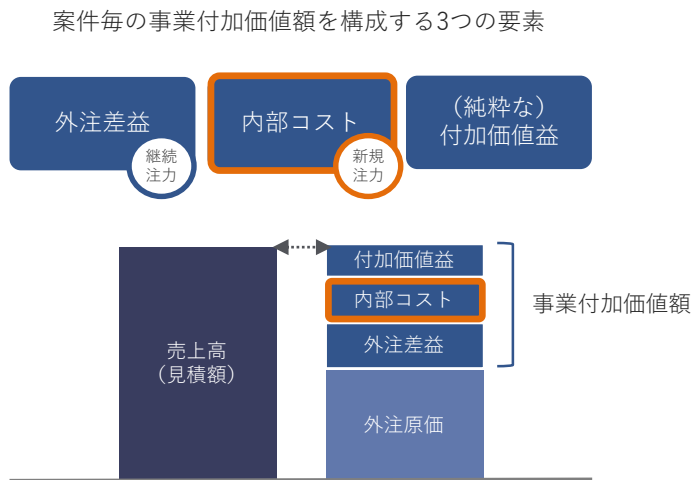 案件毎の事業付加価値額を構成する3つの要素
外注差益
継続
注力
内部コスト
新規
注力
（純粋な）
付加価値益
売上高
（見積額）
付加価値益
内部コスト
外注差益
外注原価
事業付加価値額